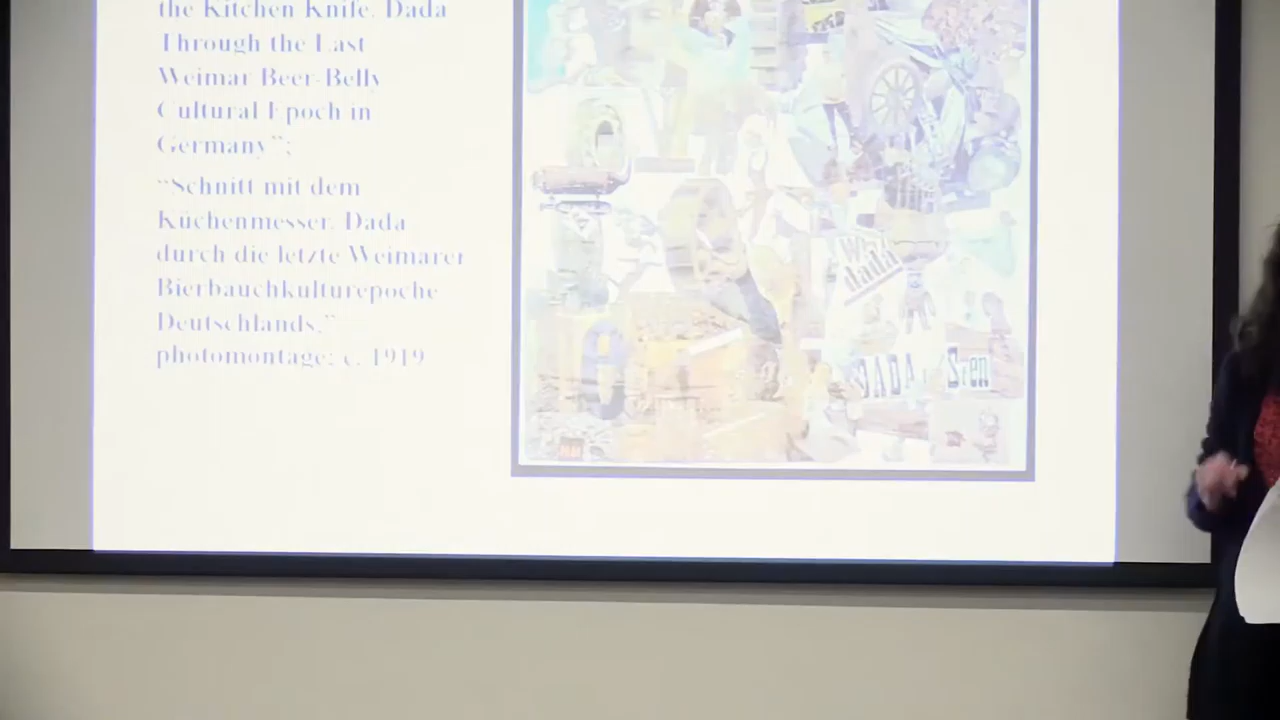 the Kitchen Knife, Dada
Through the Last
Weimar Beer-Belly
Cultural Epoch in
Germany”;
“Schnitt mit dem
Küchenmesser, Dada
durch die letzte Weimarer
Bierbauchkulturepoche
Deutschlands,”
photomontage; c. 1919
dada
DADA